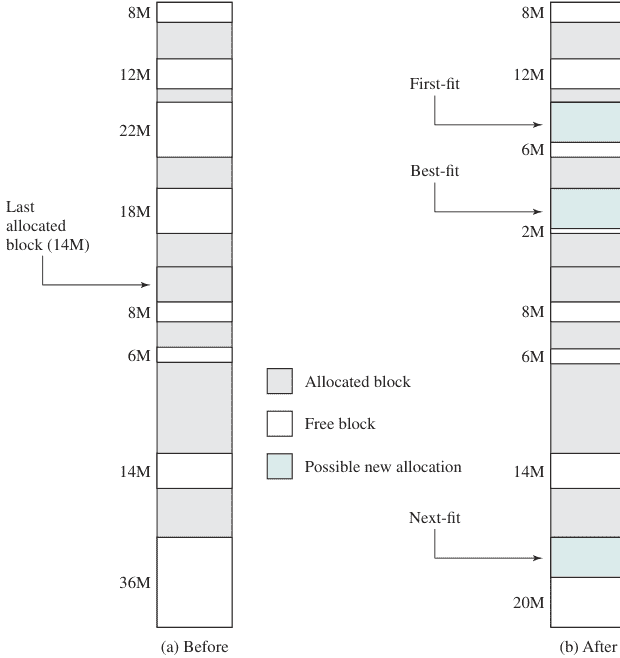 8M
12M
22M
18M
Last
allocated
block (14M)
8M
6M
14M
36M
(a) Before
Allocated block
Free block
Possible new allocation
8M
First-fit
12M
6M
Best-fit
2M
8M
6M
14M
Next-fit
20M
(b) After